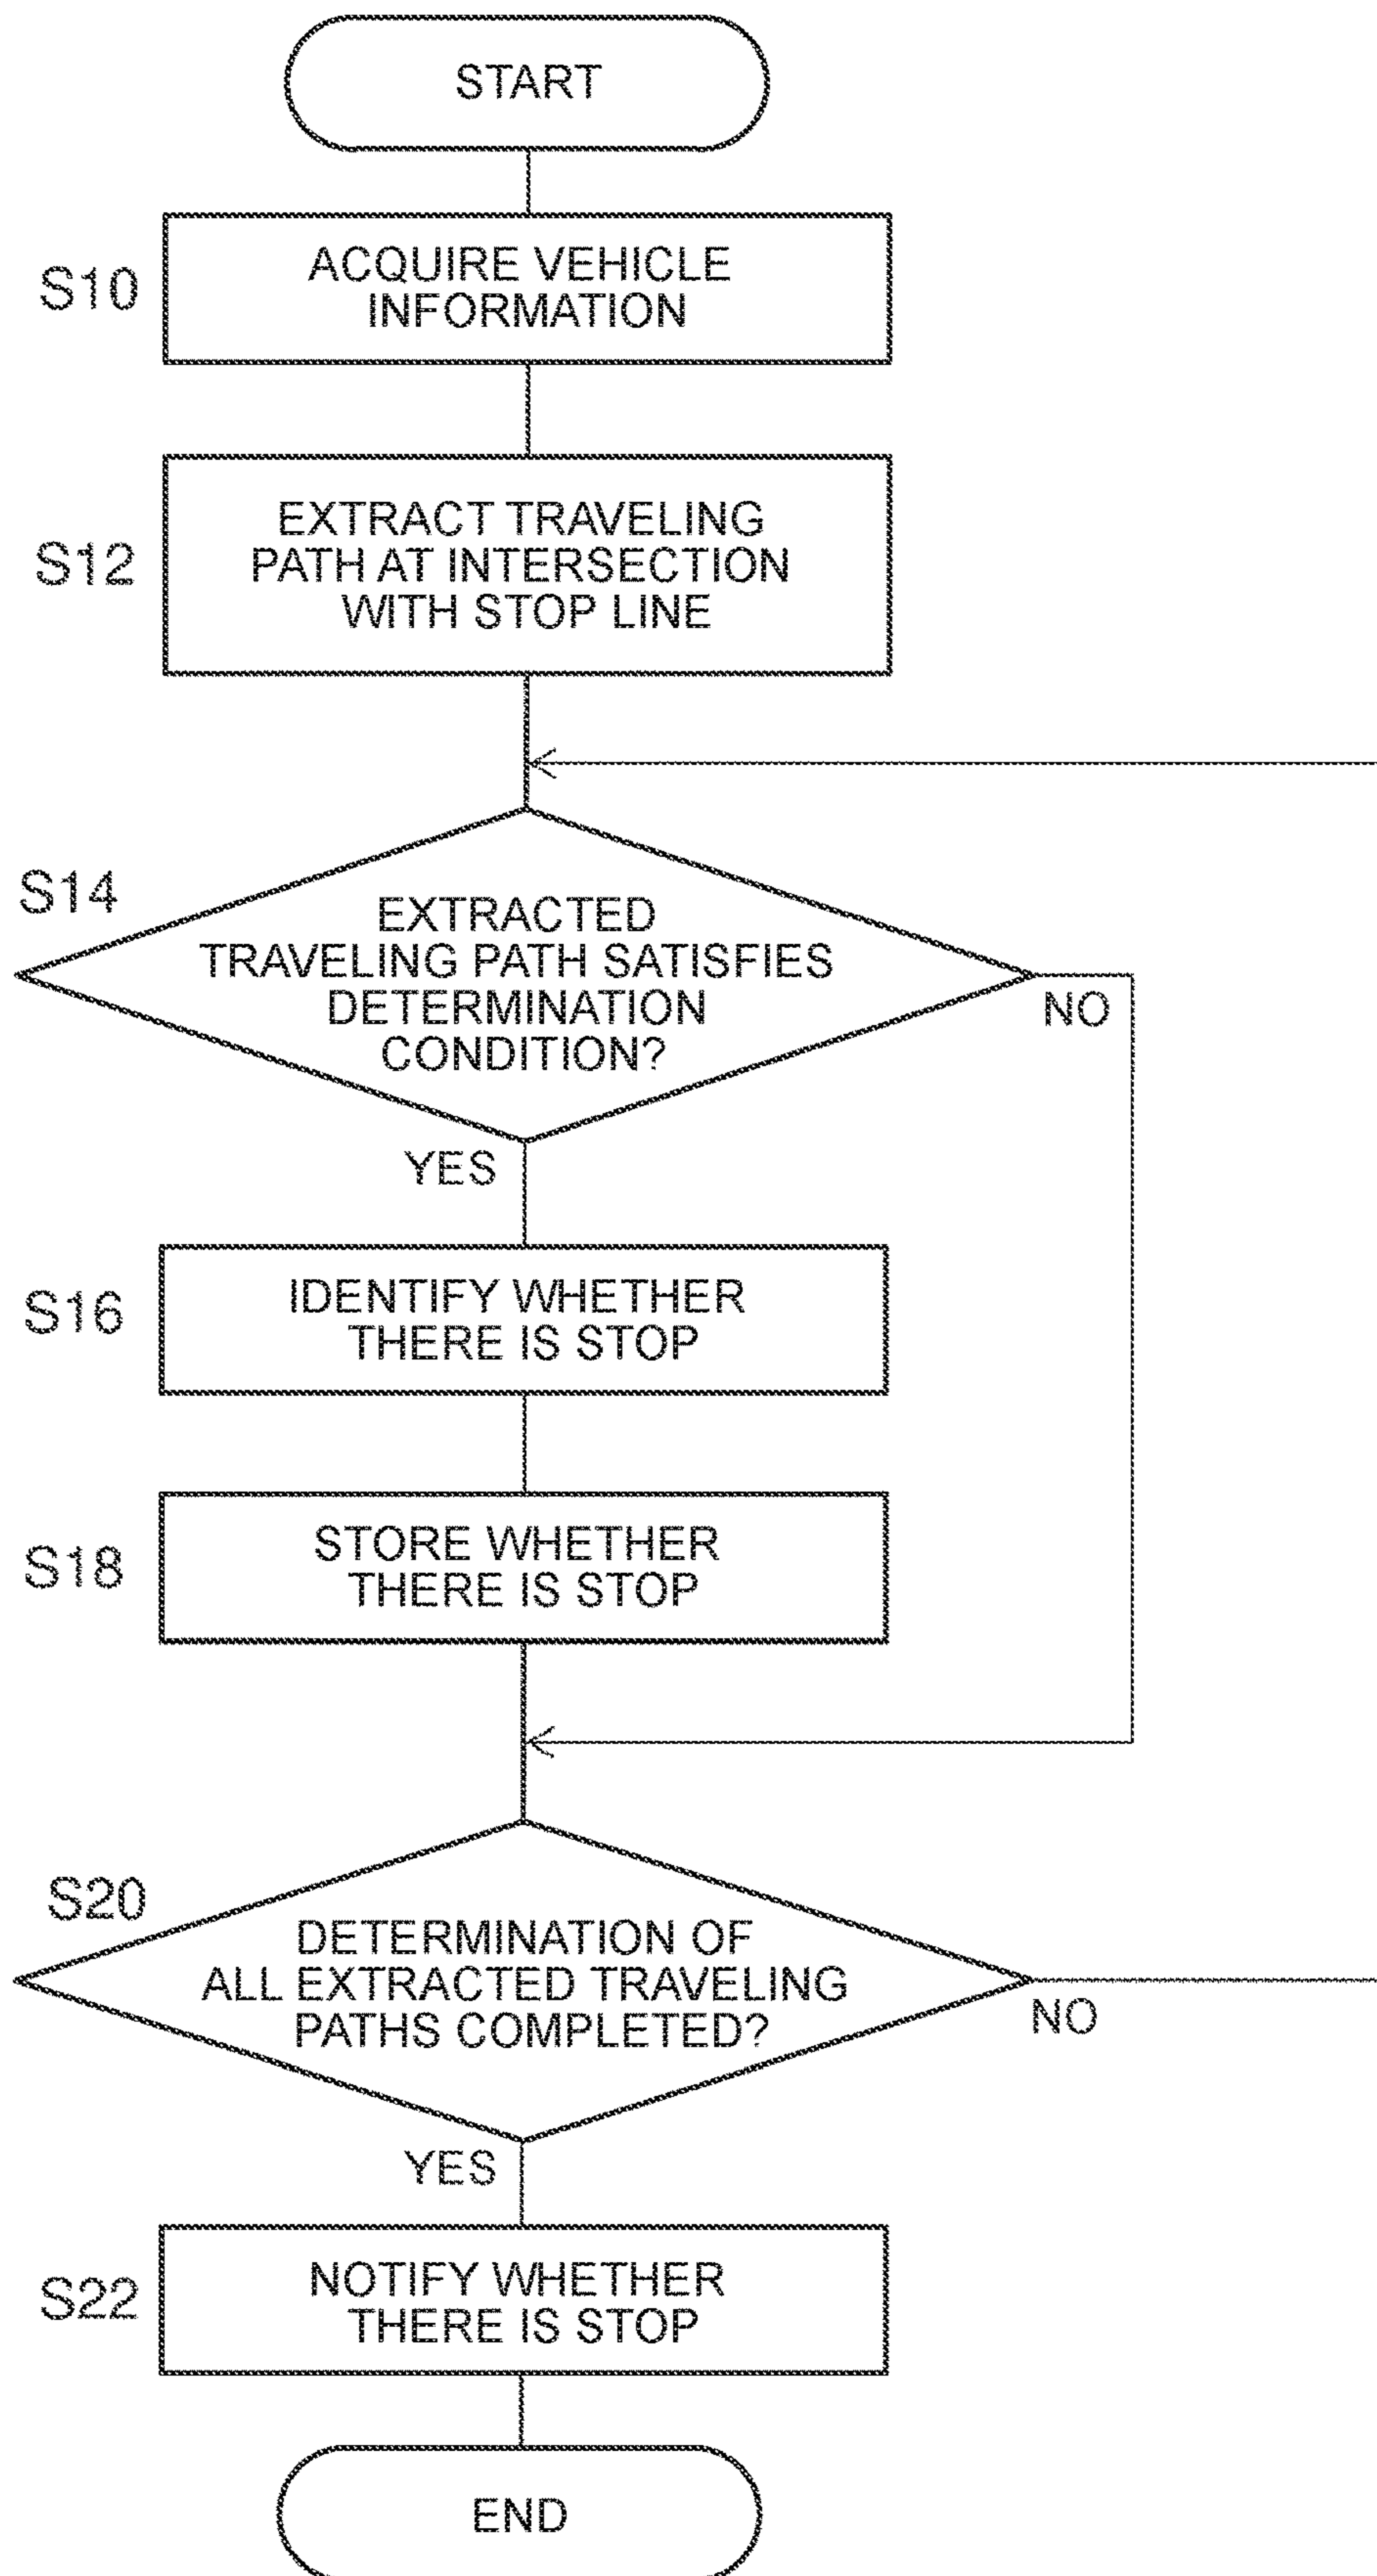 START
S10
ACQUIRE VEHICLE
INFORMATION
S12
EXTRACT TRAVELING
PATH AT INTERSECTION
WITH STOP LINE
S14
EXTRACTED
TRAVELING PATH SATISFIES
DETERMINATION
CONDITION?
NO
YES
S16
IDENTIFY WHETHER
THERE IS STOP
S18
STORE WHETHER
THERE IS STOP
S20
DETERMINATION OF
ALL EXTRACTED TRAVELING
PATHS COMPLETED?
NO
YES
S22
NOTIFY WHETHER
THERE IS STOP
END